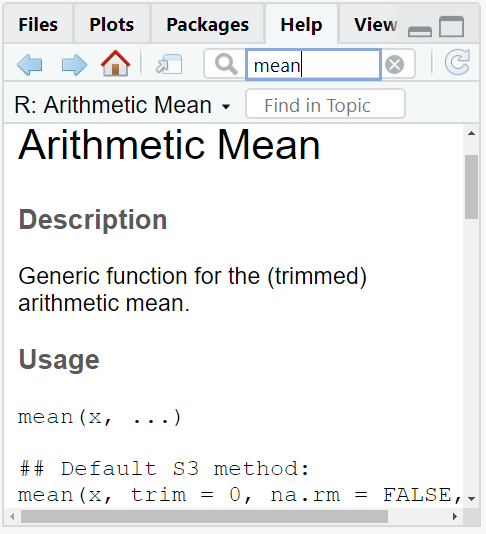 Files Plots Packages Help View
mean
R: Arithmetic Mean Find in Topic
Arithmetic Mean
Description
Generic function for the (trimmed)
arithmetic mean.
Usage
mean(x, ...)
## Default S3 method:
mean(x, trim = 0, na.rm = FALSE,